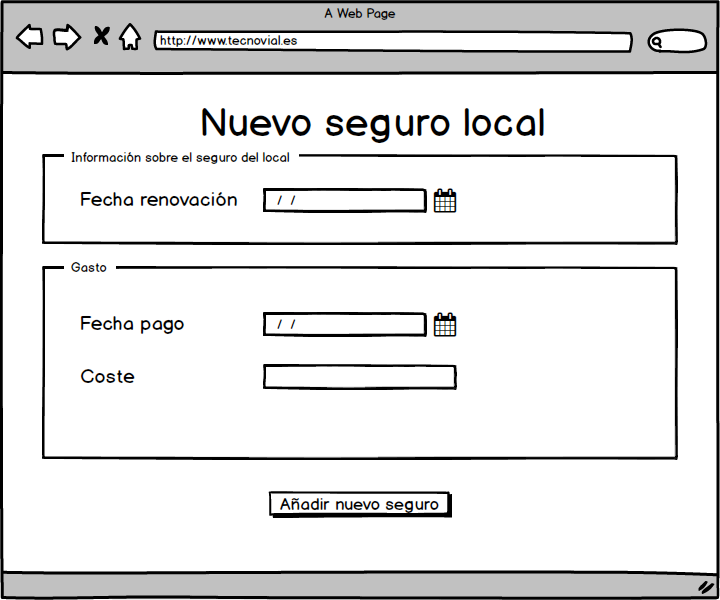 A Web Page
http://www.tecnovial.es
Nuevo seguro local
Información sobre el seguro del local
Fecha renovación / /
Gasto
Fecha pago / /
Coste
Añadir nuevo seguro